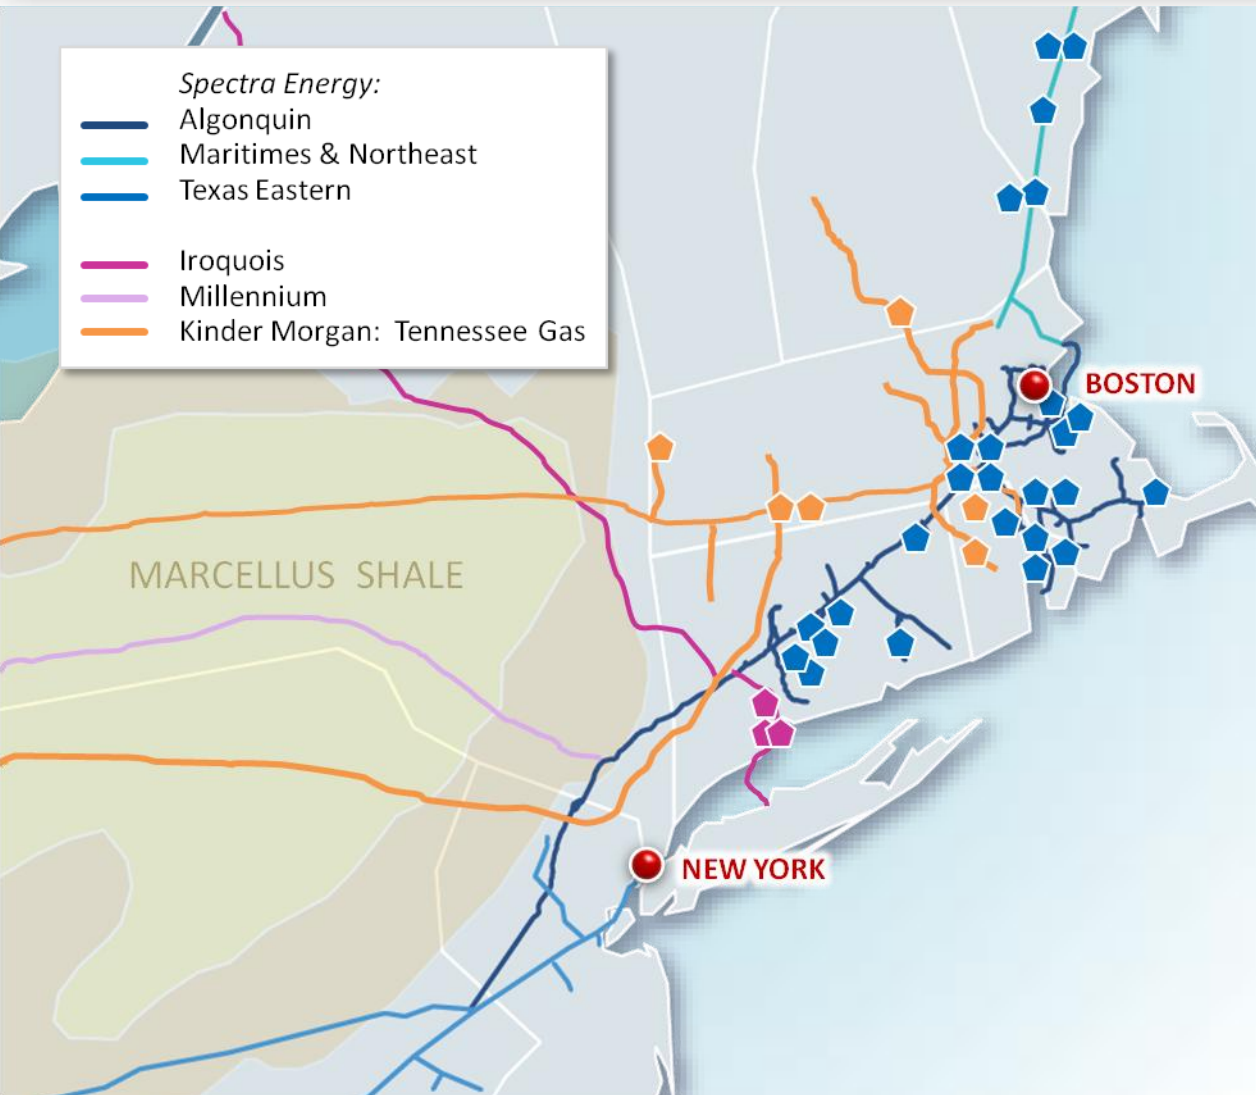 Spectra Energy:
Algonquin
Maritimes & Northeast
Texas Eastern
Iroquois
Millennium
Kinder Morgan: Tennessee Gas
BOSTON
MARCELLUS SHALE
NEW YORK